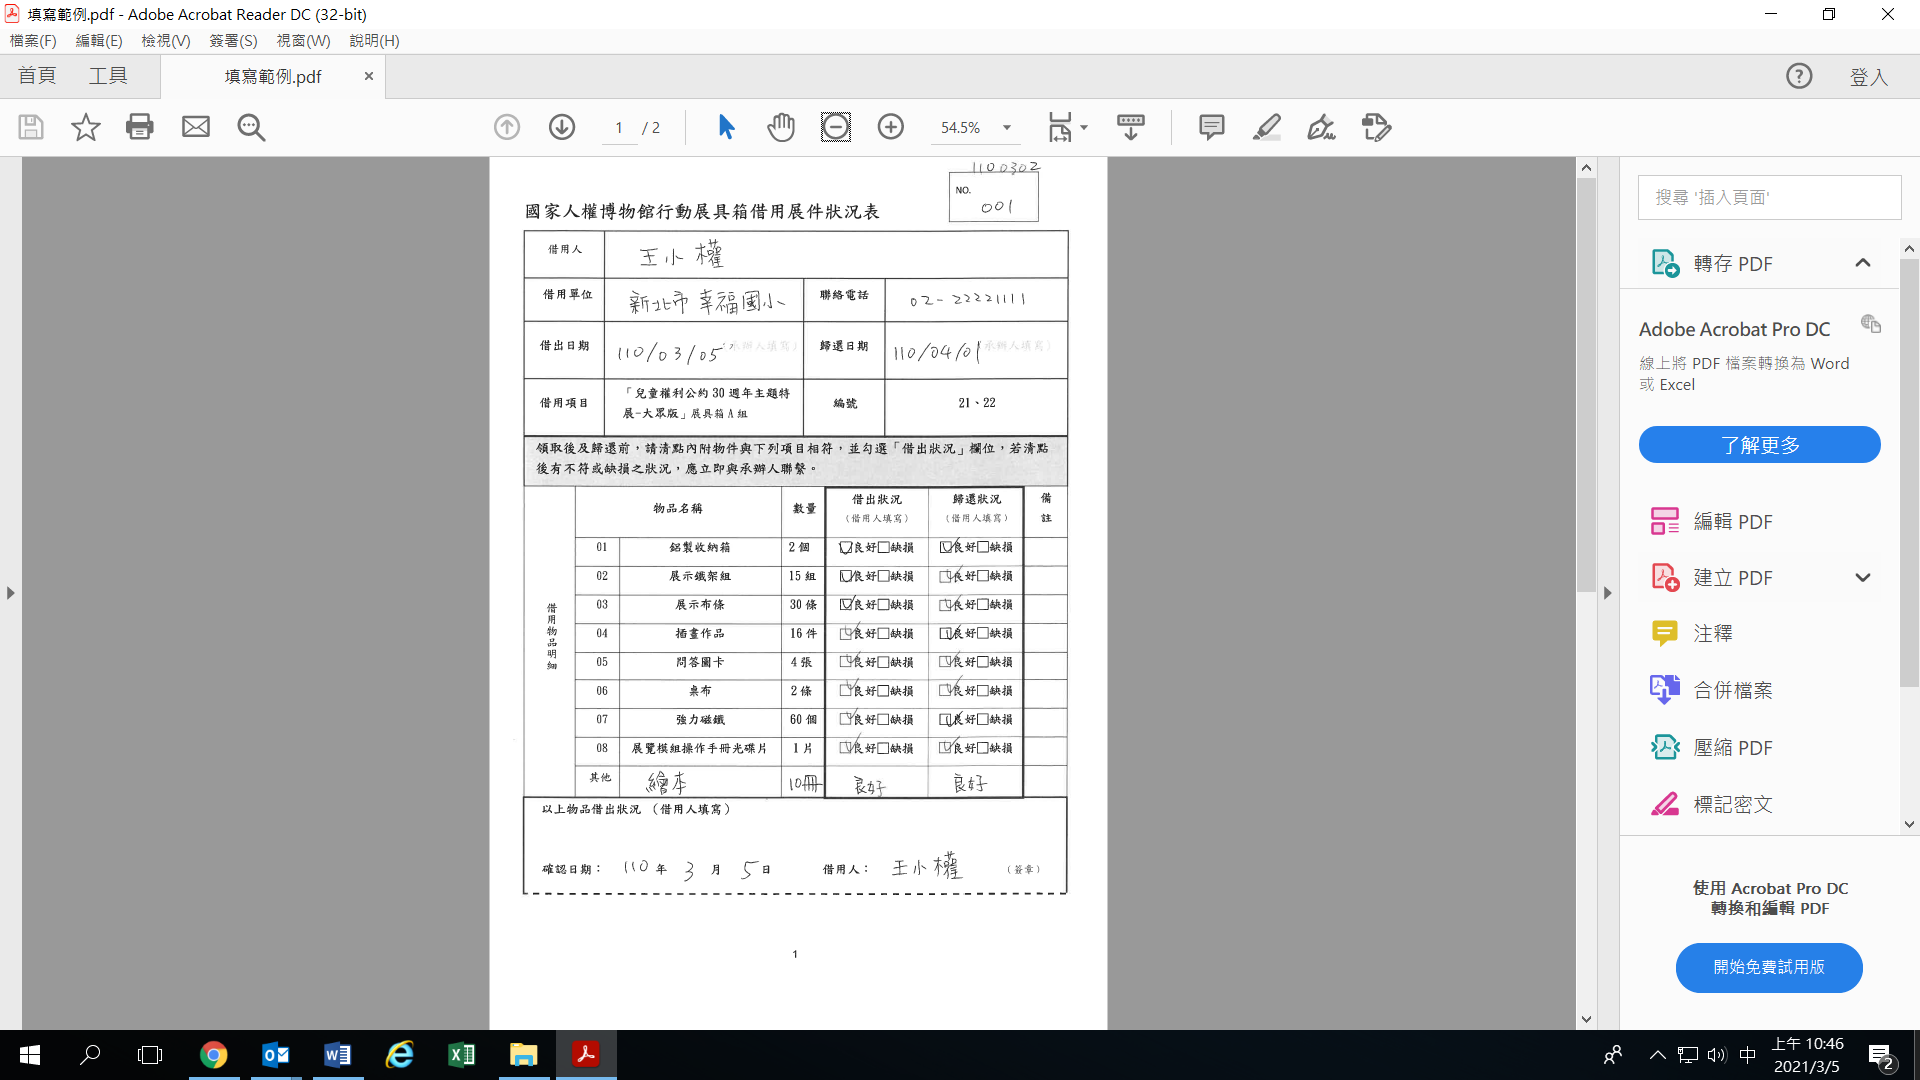 填寫範例.pdf - Adobe Acrobat Reader DC (32-bit)
檔案(F) 編輯(E) 檢視(V) 簽署(S) 視窗(W) 說明(H)
首頁 工具 填寫範例.pdf 登入
1 / 2 54.5%
1100302
NO.
001
國家人權博物館行動展具箱借用展件狀況表
借用人 王小權
借用單位 新北市幸福國小 聯絡電話 02-22221111
借出日期 110/03/05 (承辦人填寫) 歸還日期 110/04/01 (承辦人填寫)
借用項目 「兒童權利公約30週年主題特展-大眾版」展具箱A組 編號 21、22
領取後及歸還前,請清點內附物件與下列項目相符,並勾選「借出狀況」欄位,若清點
後有不符或缺損之狀況,應立即與承辦人聯繫。
借用物品明細
物品名稱 數量 借出狀況 (借用人填寫) 歸還狀況 (借用人填寫) 備註
01 鋁製收納箱 2個 ☑良好□缺損 ☑良好□缺損
02 展示鐵架組 15組 ☑良好□缺損 ☑良好□缺損
03 展示布條 30條 ☑良好□缺損 ☑良好□缺損
04 插畫作品 16件 ☑良好□缺損 ☑良好□缺損
05 問答圖卡 4張 ☑良好□缺損 ☑良好□缺損
06 桌布 2條 ☑良好□缺損 ☑良好□缺損
07 強力磁鐵 60個 ☑良好□缺損 ☑良好□缺損
08 展覽模組操作手冊光碟片 1片 ☑良好□缺損 ☑良好□缺損
其他 繪本 10冊 良好 良好
以上物品借出狀況(借用人填寫)
確認日期: 110年 3月 5日 借用人: 王小權 (簽章)
1
搜尋 '插入頁面'
轉存 PDF
Adobe Acrobat Pro DC
線上將 PDF 檔案轉換為 Word
或 Excel
了解更多
編輯 PDF
建立 PDF
注釋
合併檔案
壓縮 PDF
標記密文
使用 Acrobat Pro DC
轉換和編輯 PDF
開始免費試用版
中 上午 10:46
2021/3/5
2